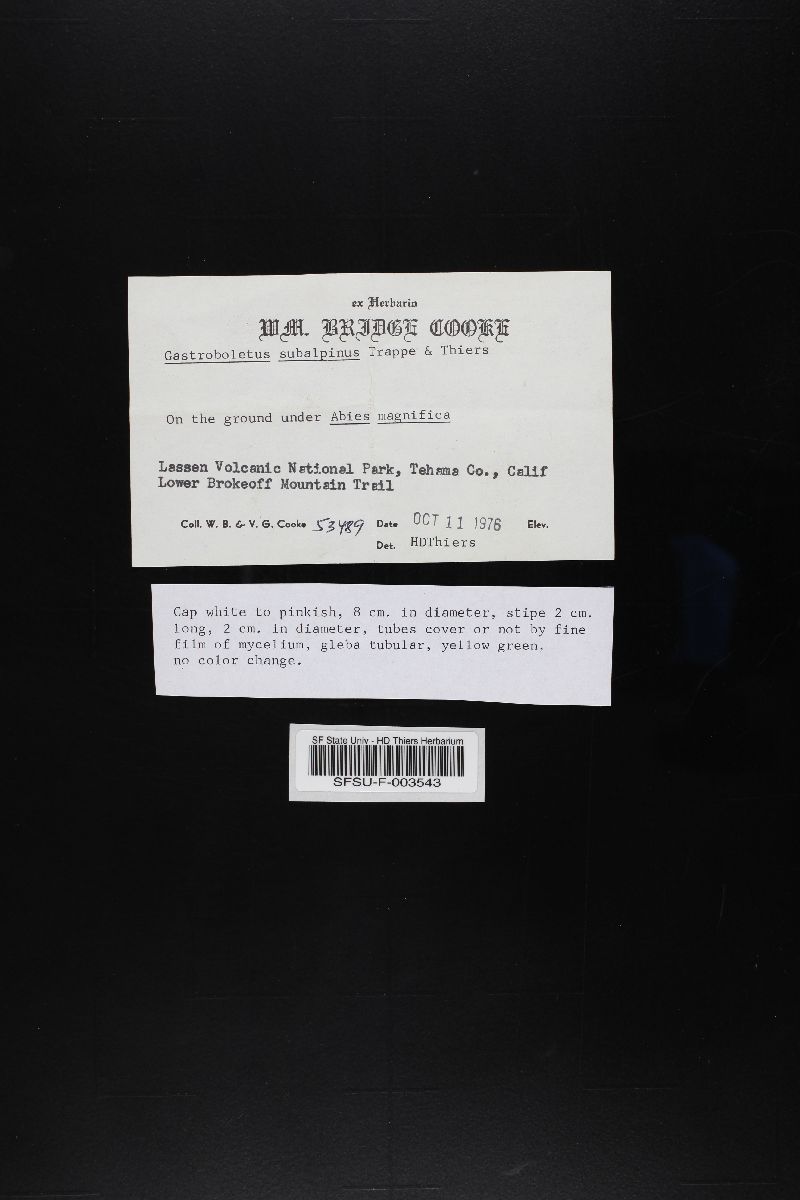 ex Herbario
WM. BRIDGE COOKE
Gastroboletus subalpinus Trappe & Thiers
On the ground under Abies magnifica
Lassen Volcanic National Park, Tehama Co., Calif
Lower Brokeoff Mountain Trail
Coll. W. B. & V. G. Cooke 53489 Date OCT 11 1976 Elev.
Det. HDThiers
Cap white to pinkish, 8 cm. in diameter, stipe 2 cm.
long, 2 cm. in diameter, tubes cover or not by fine
film of mycelium, gleba tubular, yellow green.
no color change.
SF State Univ - HD Thiers Herbarium
SFSU-F-003543